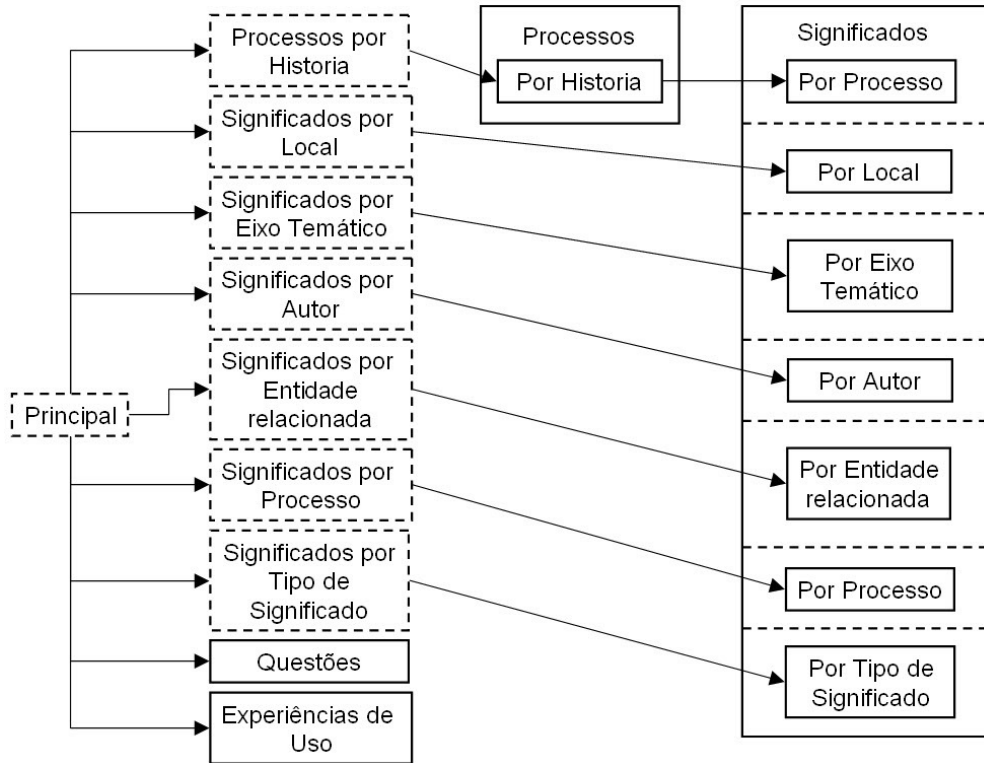 Principal
Processos por
Historia
Significados por
Local
Significados por
Eixo Temático
Significados por
Autor
Significados por
Entidade
relacionada
Significados por
Processo
Significados por
Tipo de
Significado
Questões
Experiências de
Uso
Processos
Por Historia
Significados
Por Processo
Por Local
Por Eixo
Temático
Por Autor
Por Entidade
relacionada
Por Processo
Por Tipo de
Significado